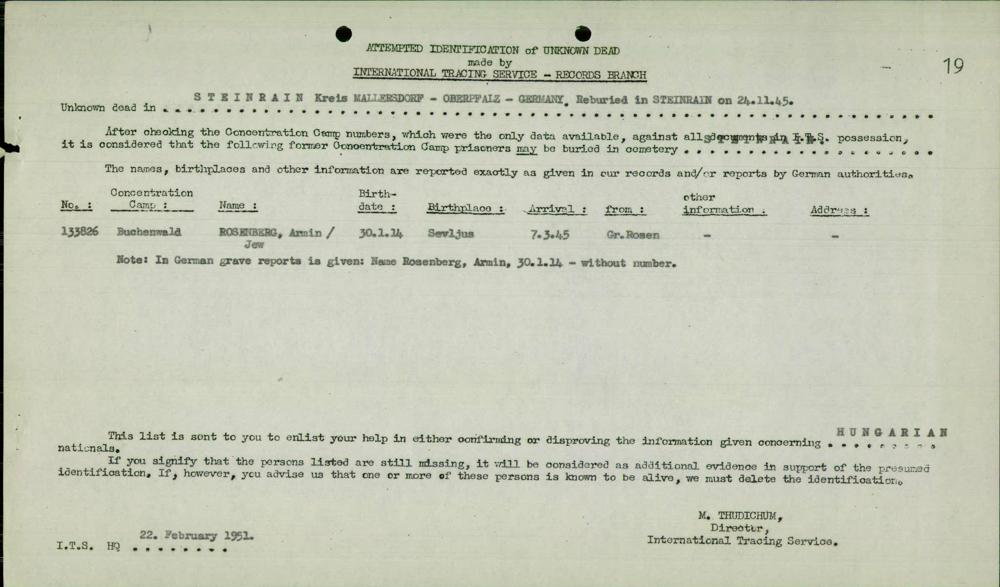 ATTEMPTED IDENTIFICATION of UNKNOWN DEAD
made by
INTERNATIONAL TRACING SERVICE - RECORDS BRANCH
19
Unknown dead in STEINRAIN Kreis MALLERSDORF - OBERPFALZ - GERMANY. Reburied in STEINRAIN on 24.11.45.
After checking the Concentration Camp numbers, which were the only data available, against all documents in I.T.S. possession,
it is considered that the following former Concentration Camp prisoners may be buried in cemetery . . . . . . . . . . . . . . . . .
The names, birthplaces and other information are reported exactly as given in our records and/or reports by German authorities.
No. : Concentration Camp : Name : Birth-date : Birthplace : Arrival : from : other information : Address :
133826 Buchenwald ROSENBERG, Armin / 30.1.14 Sevljus 7.3.45 Gr.Rosen - -
Jew
Note: In German grave reports is given: Name Rosenberg, Armin, 30.1.14 - without number.
This list is sent to you to enlist your help in either confirming or disproving the information given concerning HUNGARIAN
nationals.
If you signify that the persons listed are still missing, it will be considered as additional evidence in support of the presumed
identification. If, however, you advise us that one or more of these persons is known to be alive, we must delete the identification.
M. THUDICHUM,
Director,
International Tracing Service.
I.T.S. HQ 22. February 1951.